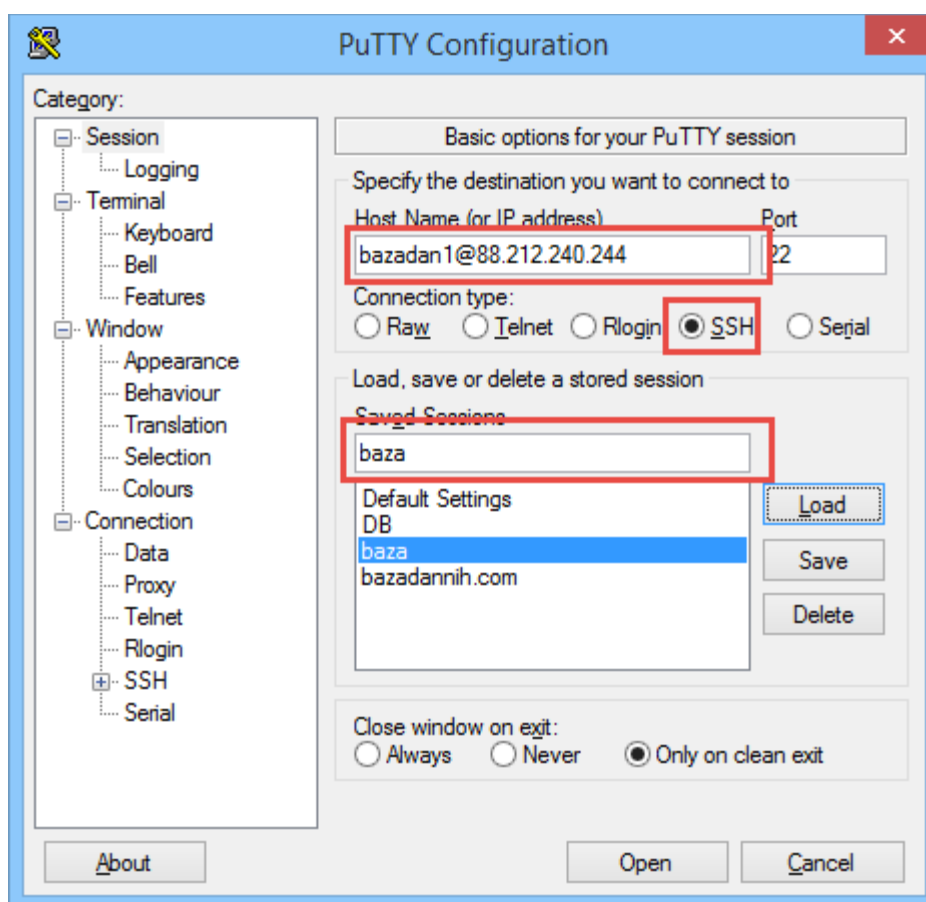 PuTTY Configuration
Category:
Session
Logging
Terminal
Keyboard
Bell
Features
Window
Appearance
Behaviour
Translation
Selection
Colours
Connection
Data
Proxy
Telnet
Rlogin
SSH
Serial
Basic options for your PuTTY session
Specify the destination you want to connect to
Host Name (or IP address) Port
bazadan1@88.212.240.244 22
Connection type:
Raw Telnet Rlogin SSH Serial
Load, save or delete a stored session
Saved Sessions
baza
Default Settings
DB
baza
bazadannih.com
Load
Save
Delete
Close window on exit:
Always Never Only on clean exit
About Open Cancel